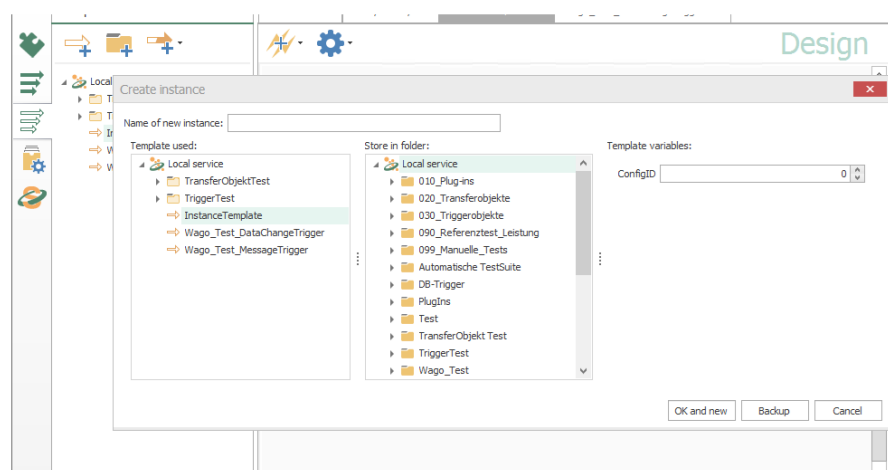 Design
Local
Create instance
Name of new instance:
Template used:
Local service
TransferObjektTest
TriggerTest
InstanceTemplate
Wago_Test_DataChangeTrigger
Wago_Test_MessageTrigger
Store in folder:
Local service
010_Plug-ins
020_Transferobjekte
030_Triggerobjekte
090_Referenztest_Leistung
099_Manuelle_Tests
Automatische TestSuite
DB-Trigger
PlugIns
Test
TransferObjekt Test
TriggerTest
Wago_Test
Template variables:
ConfigID 0
OK and new Backup Cancel